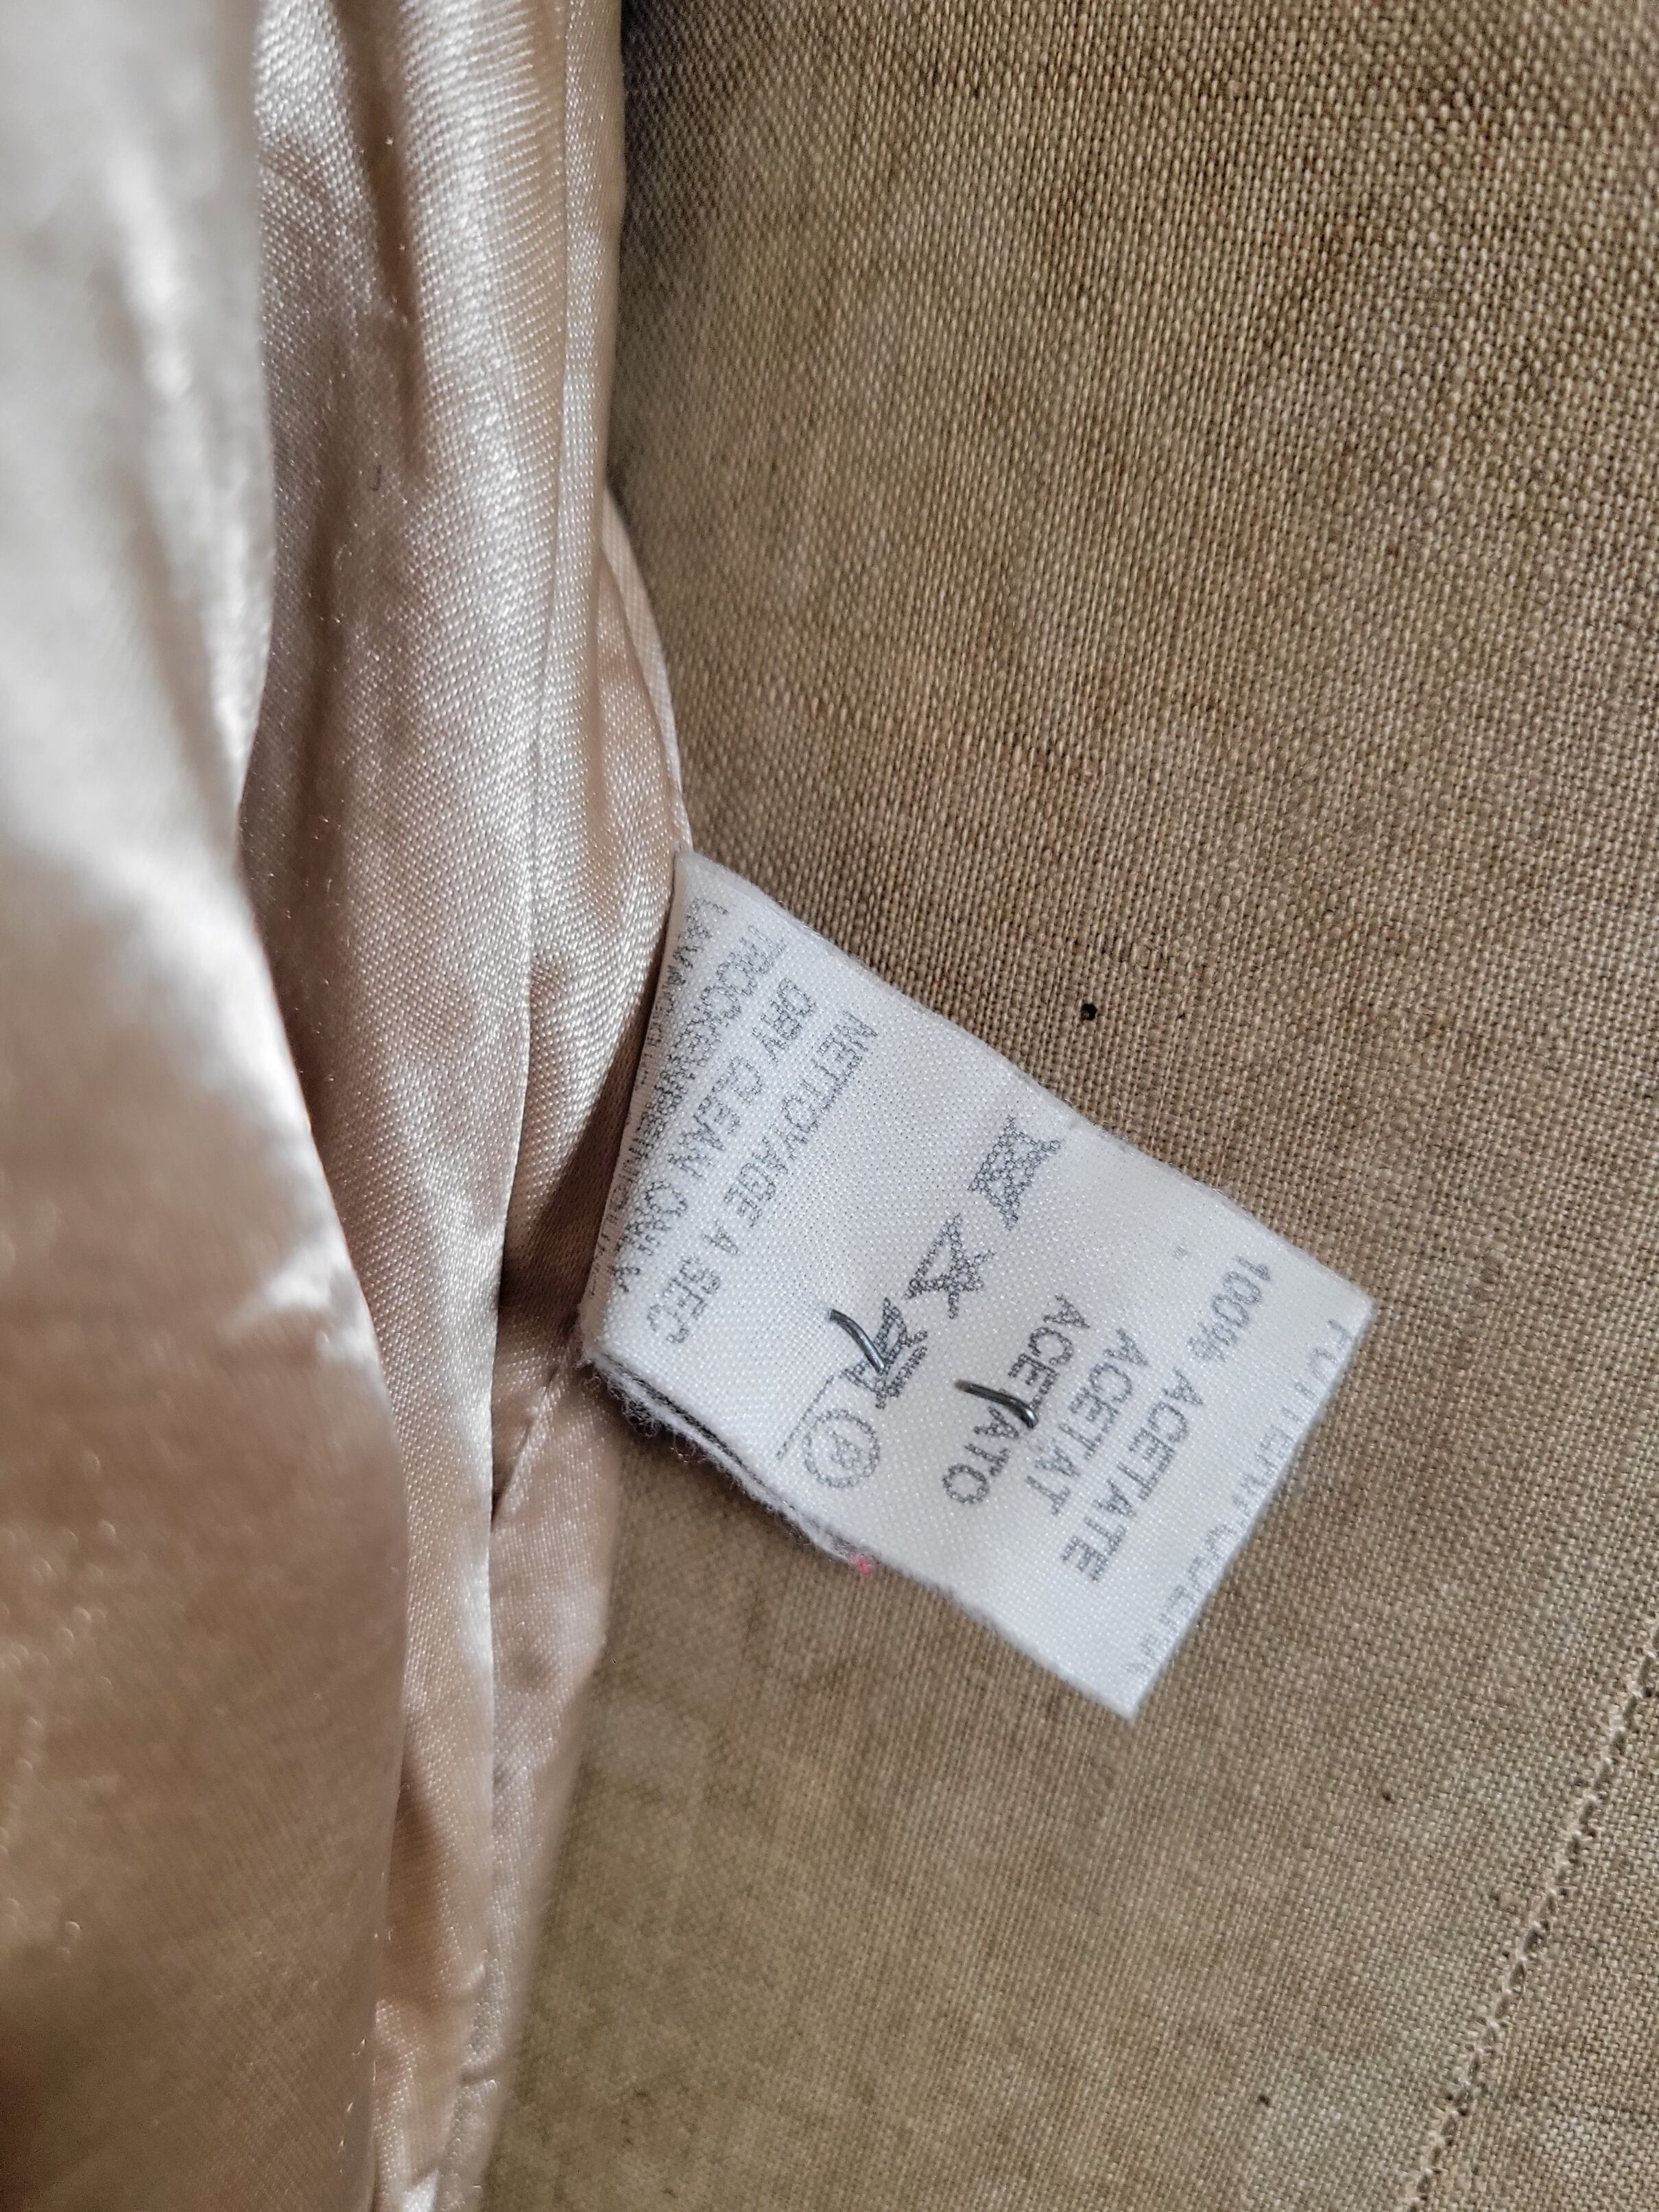 100% ACETATE
ACETAT
ACETATO
P
NETTOYAGE A SEC
DRY CLEAN ONLY